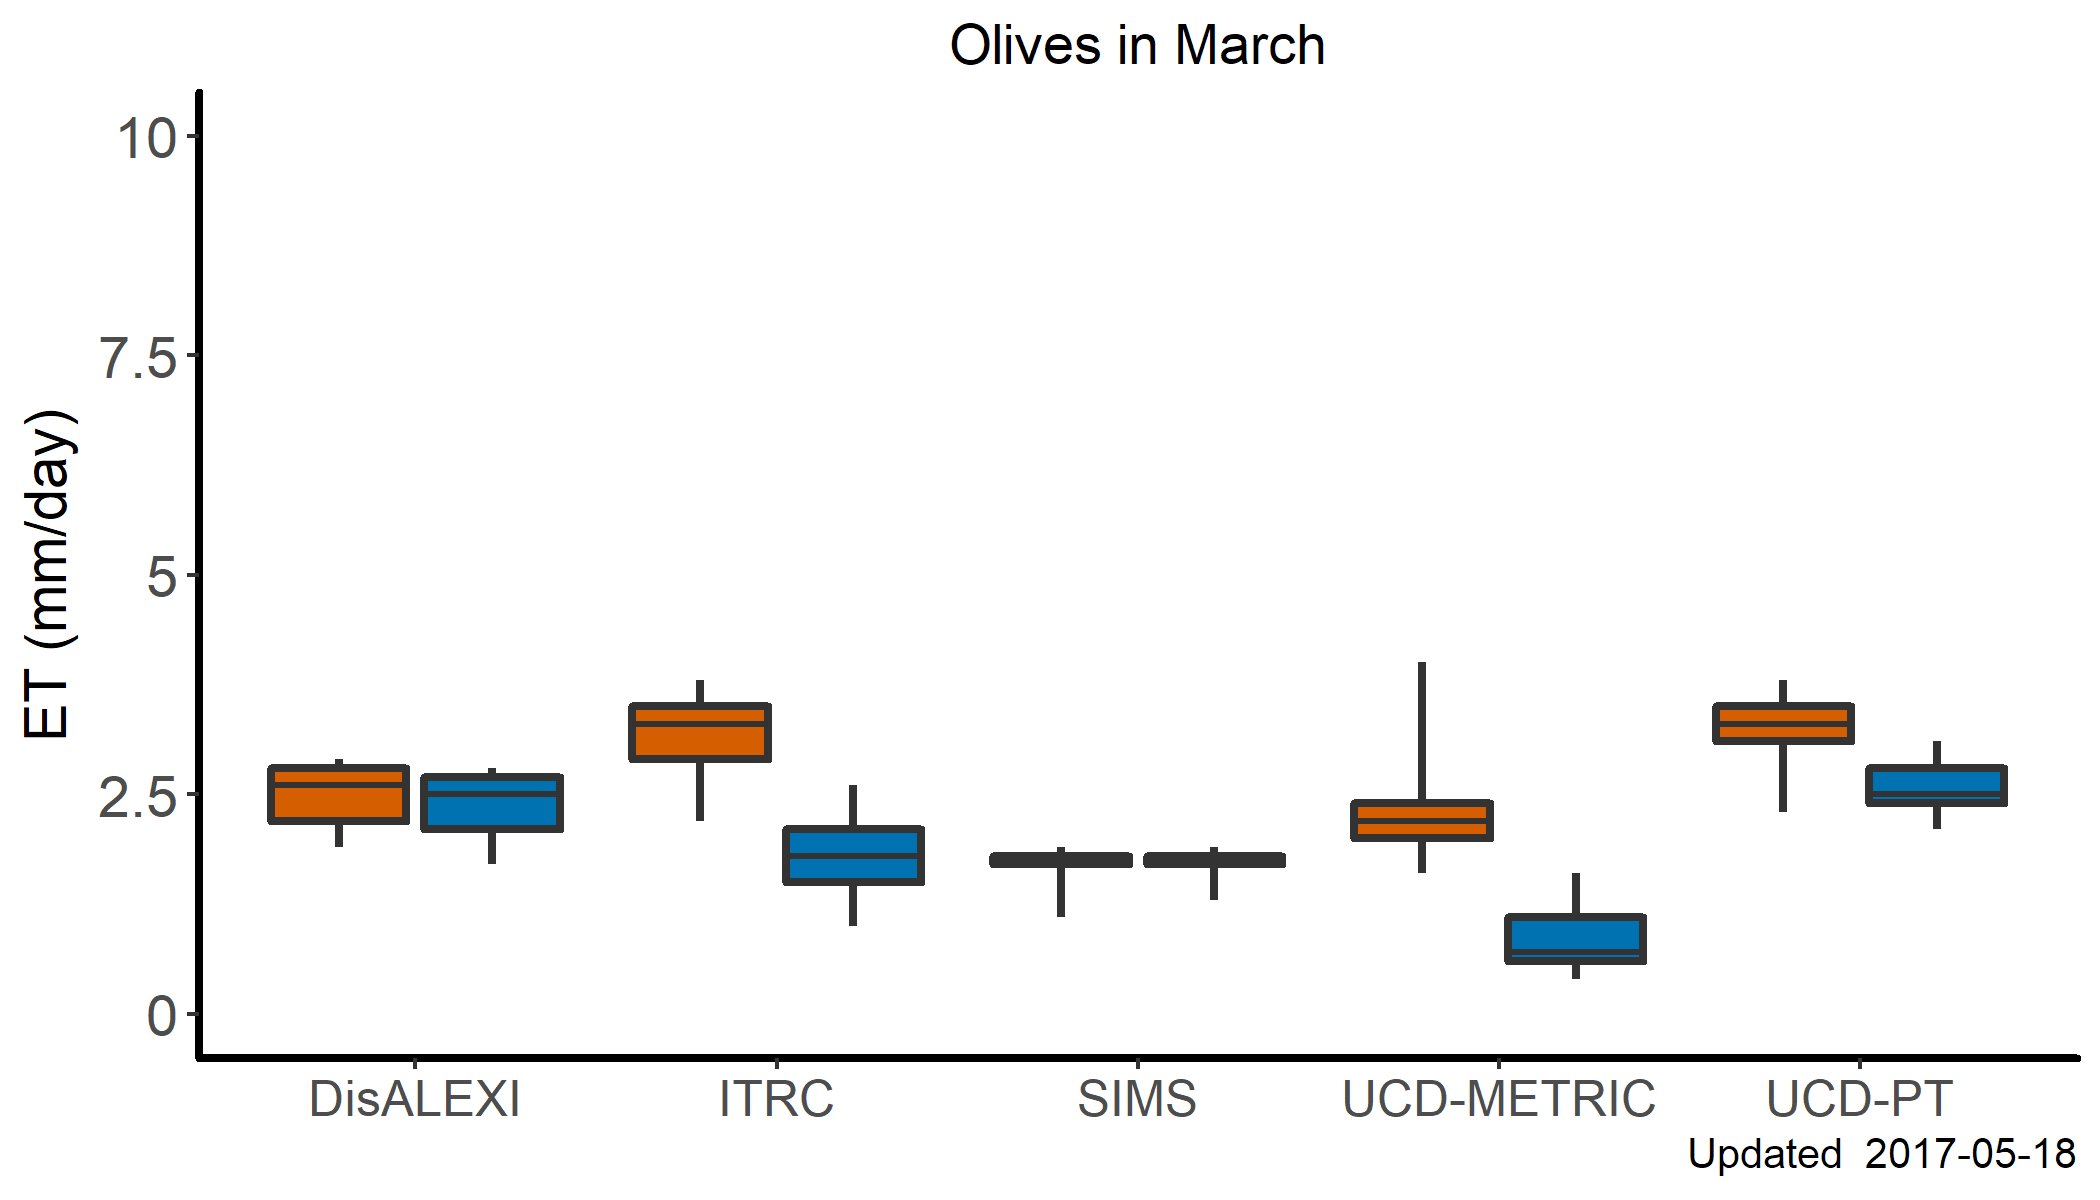 Olives in March
ET (mm/day)
10
7.5
5
2.5
0
DisALEXI ITRC SIMS UCD-METRIC UCD-PT
Updated 2017-05-18